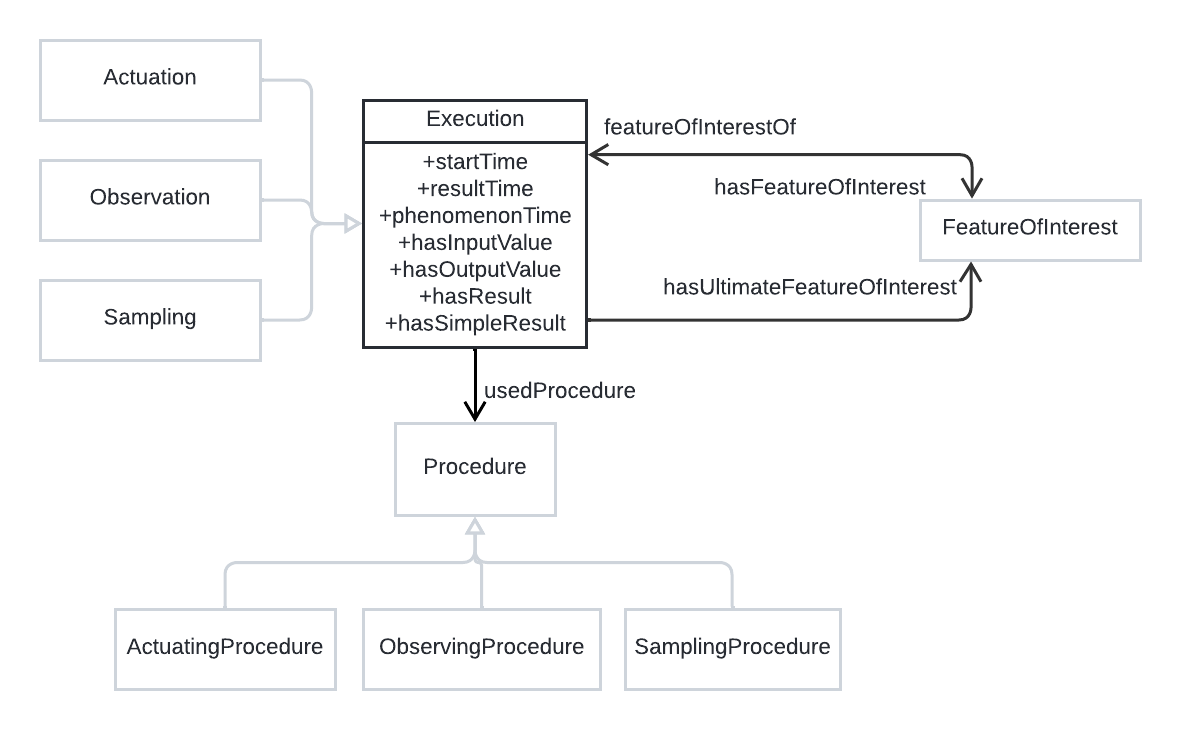 Actuation
Execution
featureOfInterestOf
+startTime
+resultTime
hasFeatureOfInterest
Observation
+phenomenonTime
FeatureOfInterest
+hasInputValue
+hasOutputValue
hasUltimateFeatureOfInterest
+hasResult
Sampling
+hasSimpleResult
usedProcedure
Procedure
ActuatingProcedure
ObservingProcedure
SamplingProcedure